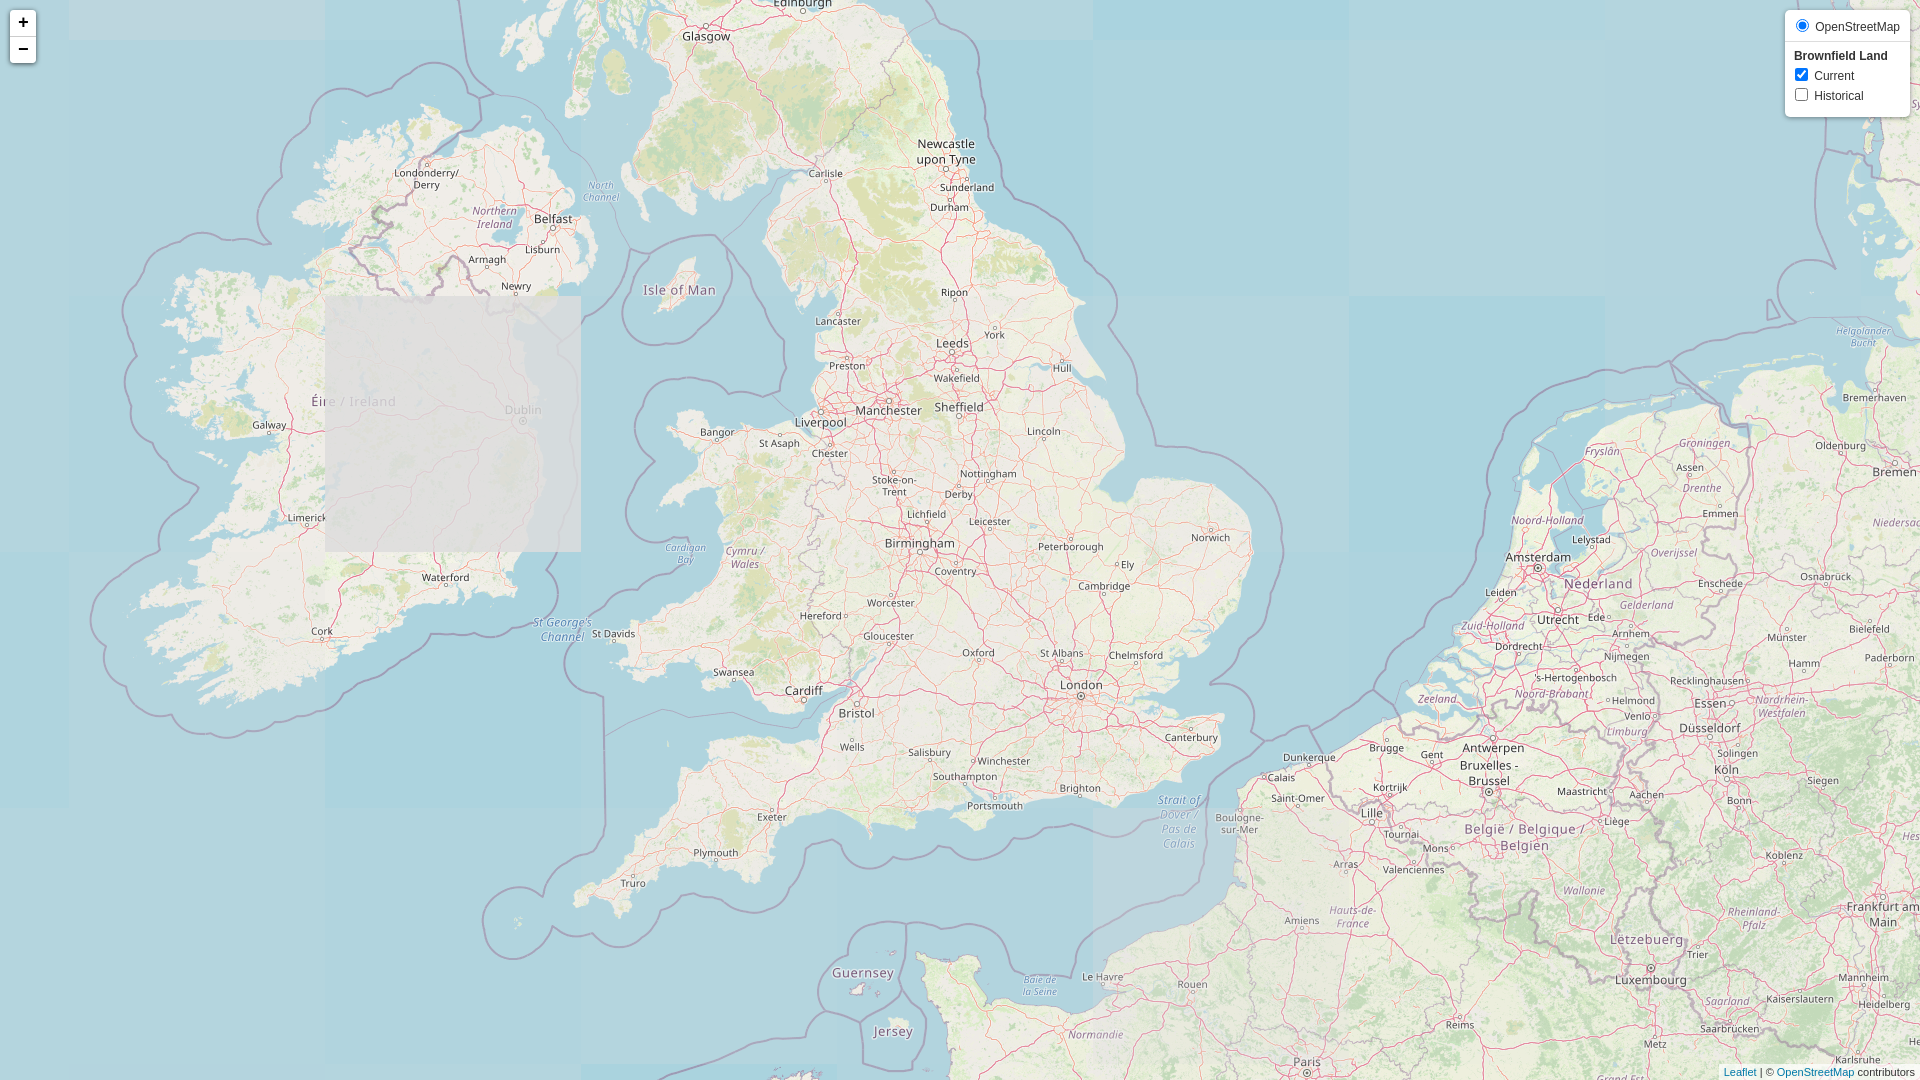 +
−
OpenStreetMap
Brownfield Land
Current
Historical
Edinburgh
Glasgow
Newcastle
upon Tyne
Carlisle
Sunderland
Durham
Londonderry/
Derry
North
Channel
Northern
Ireland
Belfast
Lisburn
Armagh
Newry
Isle of Man
Ripon
Lancaster
York
Leeds
Preston
Hull
Wakefield
Éire / Ireland
Dublin
Galway
Liverpool
Manchester
Sheffield
Bangor
St Asaph
Chester
Lincoln
Stoke-on-
Trent
Nottingham
Derby
Limerick
Lichfield
Leicester
Norwich
Birmingham
Peterborough
Cardigan
Bay
Cymru /
Wales
Coventry
Ely
Cambridge
Waterford
Worcester
Hereford
St George's
Channel
St Davids
Cork
Gloucester
Oxford
St Albans
Chelmsford
Swansea
Cardiff
London
Bristol
Canterbury
Wells
Salisbury
Winchester
Southampton
Portsmouth
Brighton
Strait of
Dover /
Pas de
Calais
Exeter
Plymouth
Truro
Guernsey
Jersey
Baie de
la Seine
Le Havre
Rouen
Normandie
Paris
Amiens
Hauts-de-
France
Arras
Valenciennes
Boulogne-
sur-Mer
Saint-Omer
Calais
Dunkerque
Lille
Tournai
Mons
Kortrijk
Brugge
Gent
Antwerpen
Bruxelles -
Brussel
België / Belgique /
Belgien
Liège
Maastricht
Wallonie
Reims
Metz
Grand Est
Lëtzebuerg
Luxembourg
Trier
Saarland
Saarbrücken
Kaiserslautern
Mannheim
Heidelberg
Karlsruhe
Frankfurt am
Main
Rheinland-
Pfalz
Koblenz
Bonn
Siegen
Aachen
Köln
Solingen
Düsseldorf
Essen
Nordrhein-
Westfalen
Recklinghausen
Hamm
Paderborn
Münster
Bielefeld
Osnabrück
Helgoländer
Bucht
Bremerhaven
Oldenburg
Bremen
Groningen
Fryslân
Assen
Drenthe
Emmen
Noord-Holland
Lelystad
Overijssel
Amsterdam
Nederland
Enschede
Leiden
Gelderland
Utrecht
Ede
Arnhem
Zuid-Holland
Dordrecht
Nijmegen
's-Hertogenbosch
Noord-Brabant
Zeeland
Helmond
Venlo
Limburg
Leaflet | © OpenStreetMap contributors